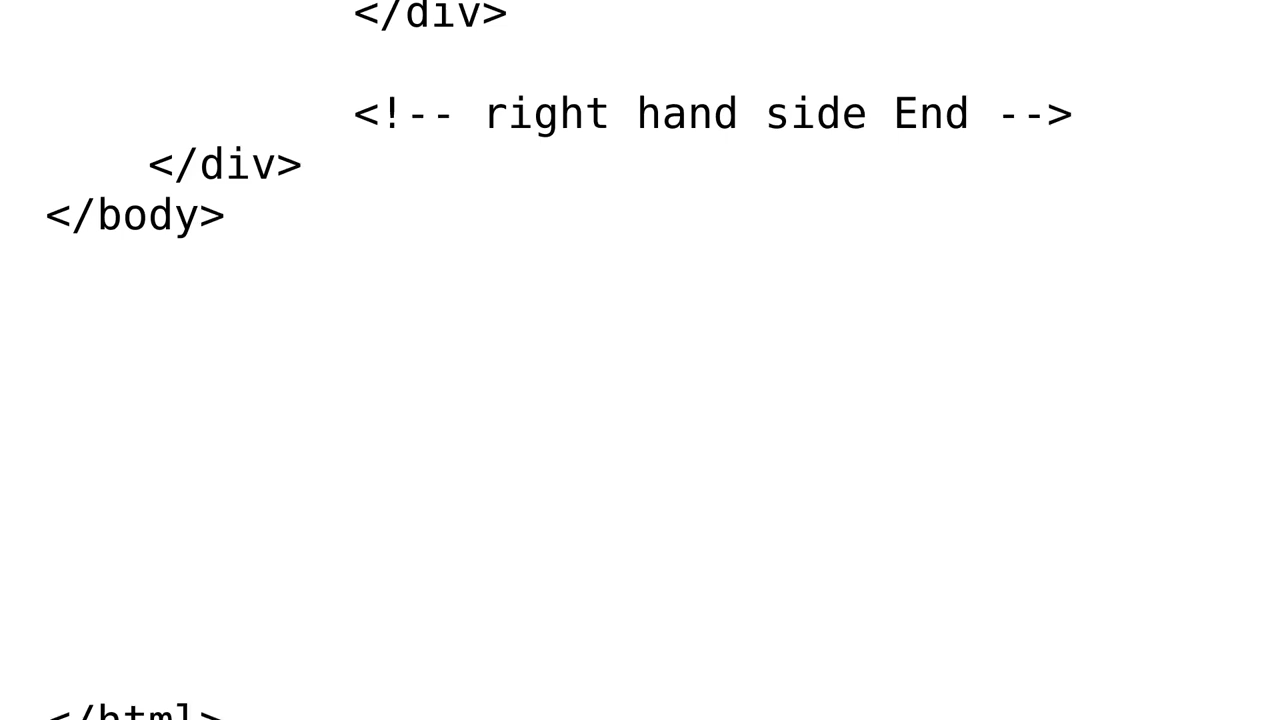 </div>
<!-- right hand side End -->
</div>
</body>
</html>